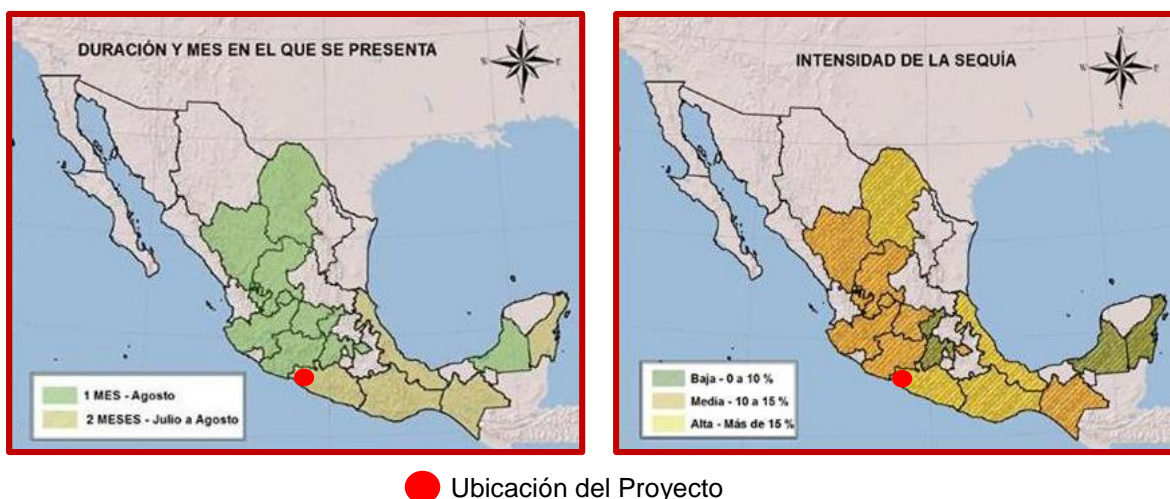 DURACIÓN Y MES EN EL QUE SE PRESENTA
N
W
E
S
1 MES - Agosto
2 MESES - Julio a Agosto
INTENSIDAD DE LA SEQUÍA
N
W
E
S
Baja - 0 a 10 %
Media - 10 a 15 %
Alta - Más de 15 %
Ubicación del Proyecto